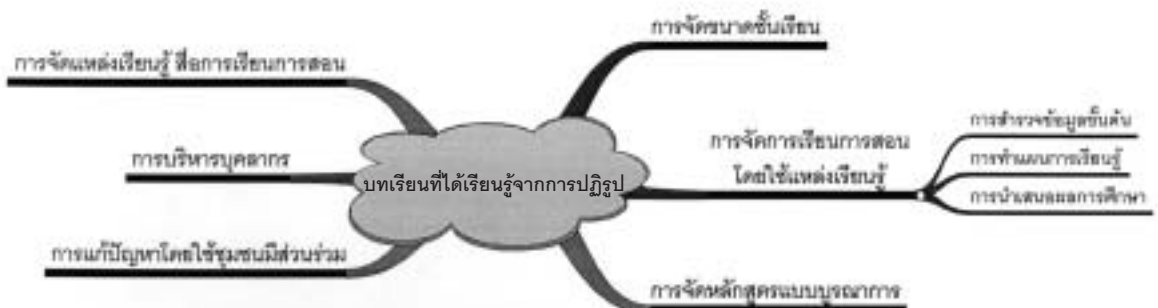 การจัดขนาดชั้นเรียน
การจัดแหล่งเรียนรู้ สื่อการเรียนการสอน
การสำรวจข้อมูลขั้นต้น
การจัดการเรียนการสอน
โดยใช้แหล่งเรียนรู้
การทำแผนการเรียนรู้
การบริหารบุคลากร
บทเรียนที่ได้เรียนรู้จากการปฏิรูป
การนำเสนอผลการศึกษา
การแก้ปัญหาโดยใช้ชุมชนมีส่วนร่วม
การจัดหลักสูตรแบบบูรณาการ